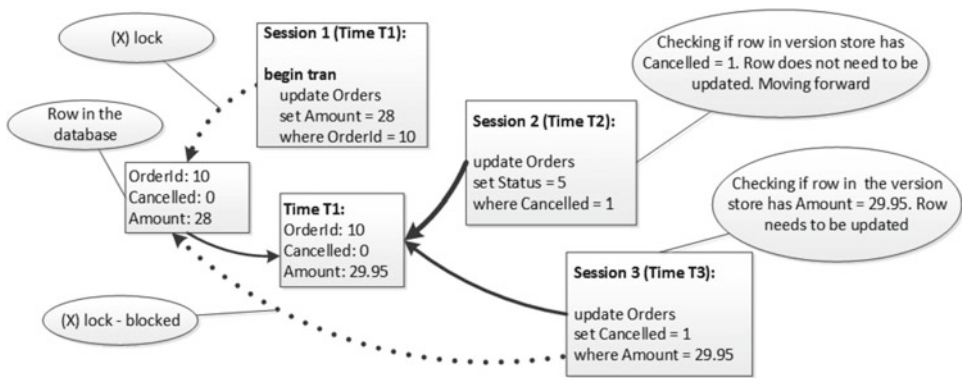 (X) lock
Session 1 (Time T1):
begin tran
update Orders
set Amount = 28
where OrderId = 10
Checking if row in version store has
Cancelled = 1. Row does not need to be
updated. Moving forward
Row in the
database
Session 2 (Time T2):
update Orders
set Status = 5
where Cancelled = 1
OrderId: 10
Cancelled: 0
Amount: 28
Time T1:
OrderId: 10
Cancelled: 0
Amount: 29.95
Checking if row in the version
store has Amount = 29.95. Row
needs to be updated
Session 3 (Time T3):
update Orders
set Cancelled = 1
where Amount = 29.95
(X) lock - blocked